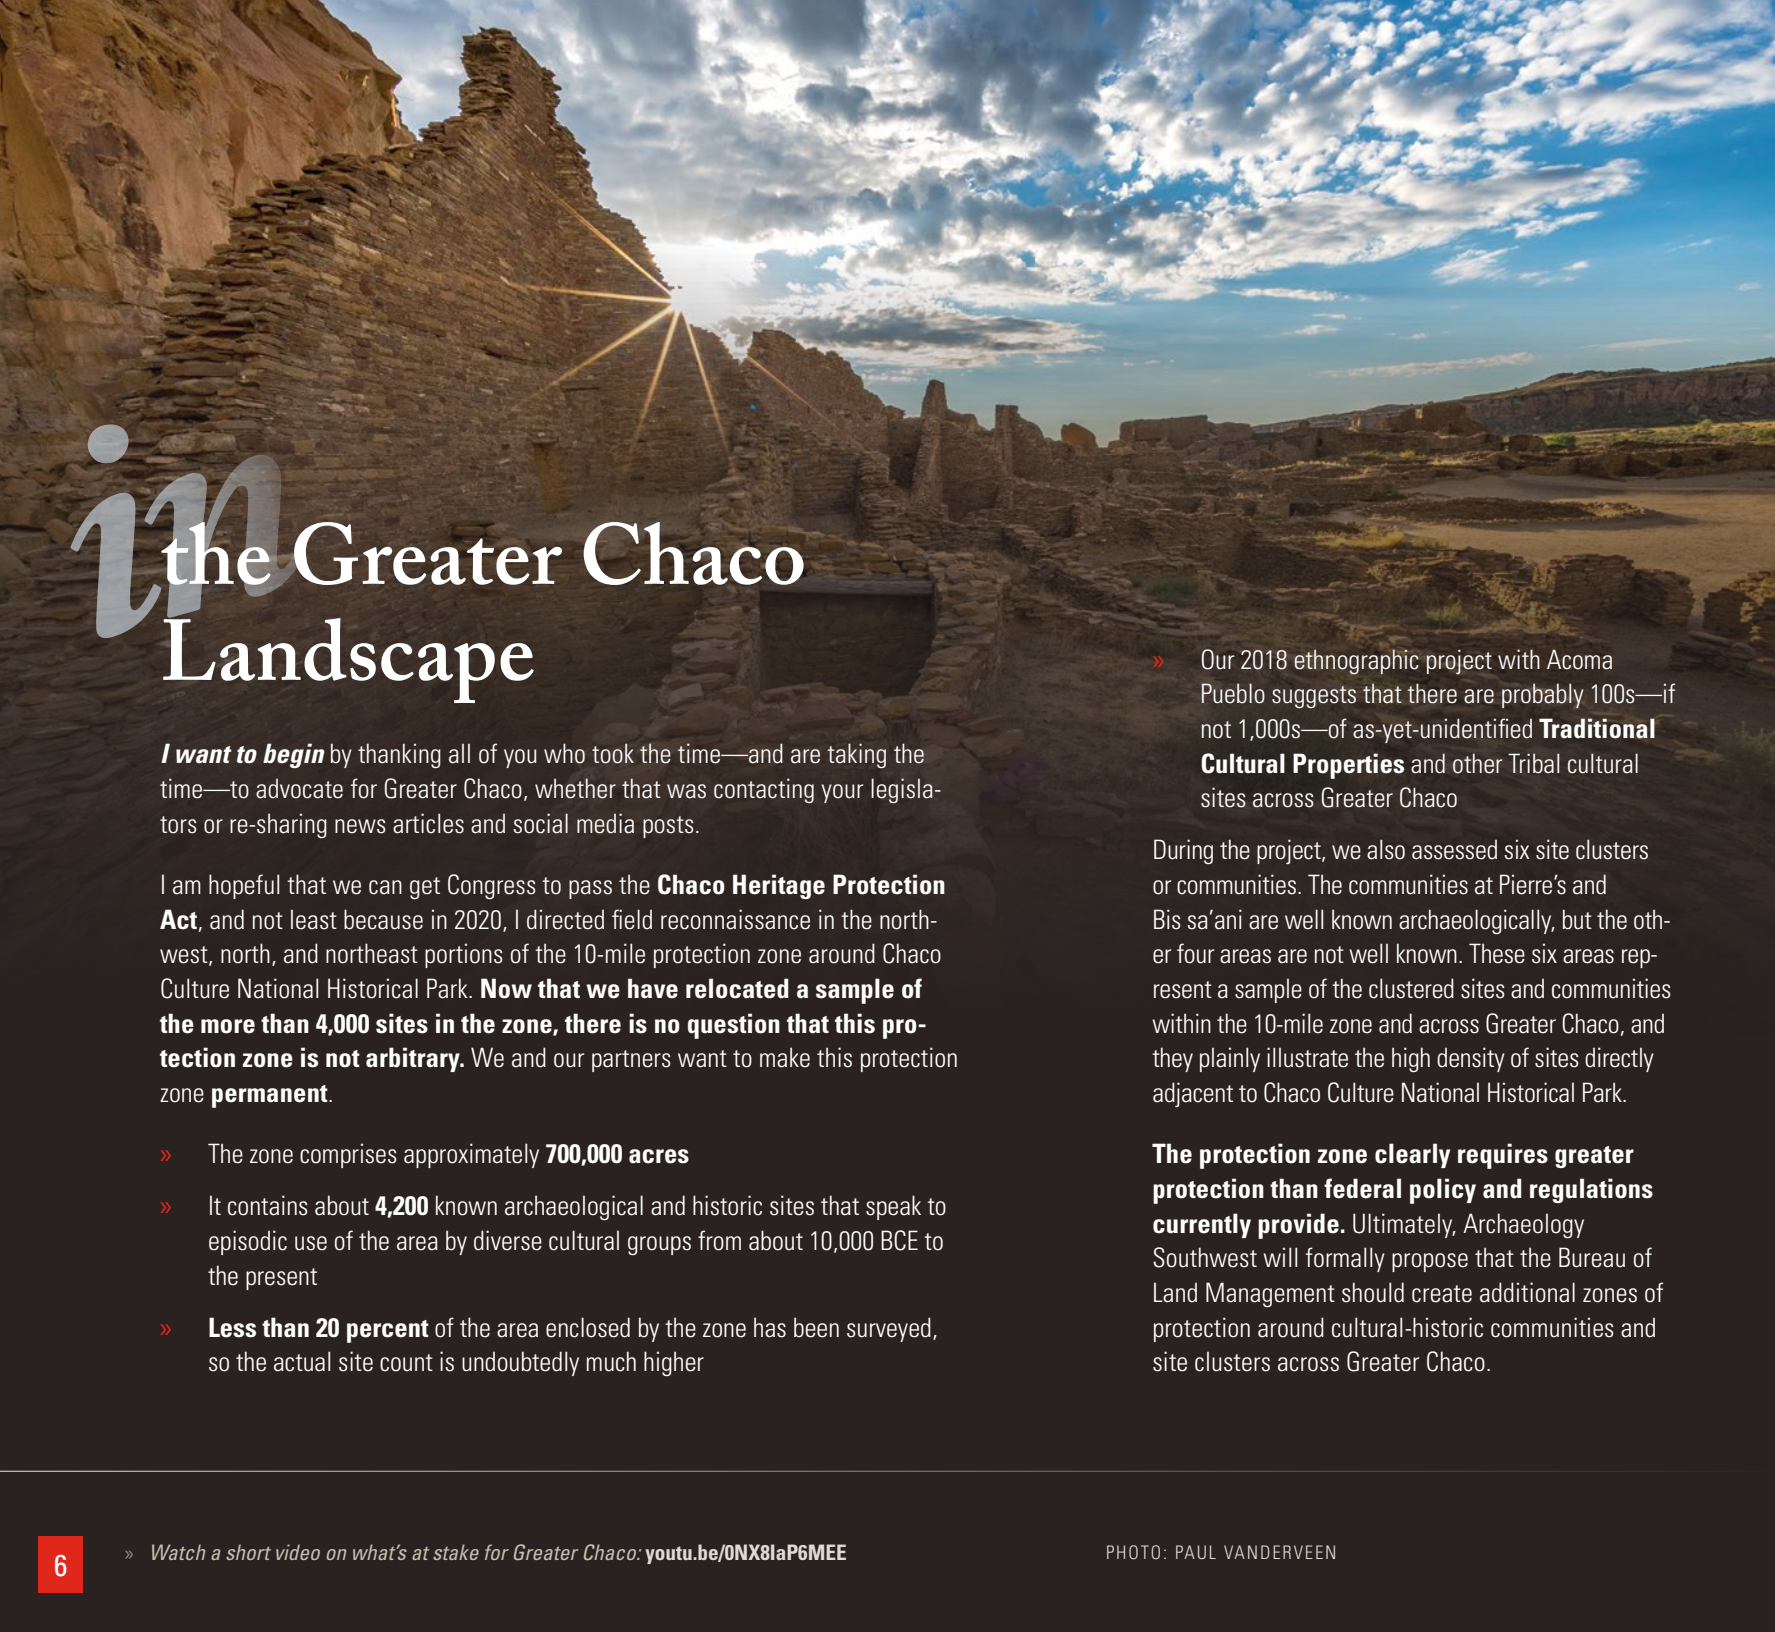 in
the Greater Chaco
Landscape
I want to begin by thanking all of you who took the time—and are taking the
time—to advocate for Greater Chaco, whether that was contacting your legisla-
tors or re-sharing news articles and social media posts.
I am hopeful that we can get Congress to pass the Chaco Heritage Protection
Act, and not least because in 2020, I directed field reconnaissance in the north-
west, north, and northeast portions of the 10-mile protection zone around Chaco
Culture National Historical Park. Now that we have relocated a sample of
the more than 4,000 sites in the zone, there is no question that this pro-
tection zone is not arbitrary. We and our partners want to make this protection
zone permanent.
» The zone comprises approximately 700,000 acres
» It contains about 4,200 known archaeological and historic sites that speak to
episodic use of the area by diverse cultural groups from about 10,000 BCE to
the present
» Less than 20 percent of the area enclosed by the zone has been surveyed,
so the actual site count is undoubtedly much higher
» Our 2018 ethnographic project with Acoma
Pueblo suggests that there are probably 100s—if
not 1,000s—of as-yet-unidentified Traditional
Cultural Properties and other Tribal cultural
sites across Greater Chaco
During the project, we also assessed six site clusters
or communities. The communities at Pierre’s and
Bis sa’ani are well known archaeologically, but the oth-
er four areas are not well known. These six areas rep-
resent a sample of the clustered sites and communities
within the 10-mile zone and across Greater Chaco, and
they plainly illustrate the high density of sites directly
adjacent to Chaco Culture National Historical Park.
The protection zone clearly requires greater
protection than federal policy and regulations
currently provide. Ultimately, Archaeology
Southwest will formally propose that the Bureau of
Land Management should create additional zones of
protection around cultural-historic communities and
site clusters across Greater Chaco.
6
» Watch a short video on what’s at stake for Greater Chaco: youtu.be/0NX8IaP6MEE
PHOTO: PAUL VANDERVEEN